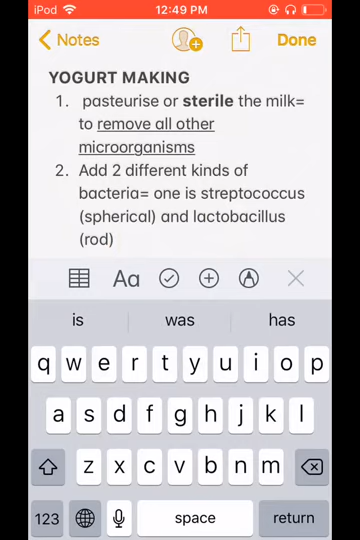 iPod 12:49 PM
Notes Done
YOGURT MAKING
1. pasteurise or sterile the milk=
to remove all other
microorganisms
2. Add 2 different kinds of
bacteria= one is streptococcus
(spherical) and lactobacillus
(rod)
Aa
is was has
q w e r t y u i o p
a s d f g h j k l
z x c v b n m
123 space return